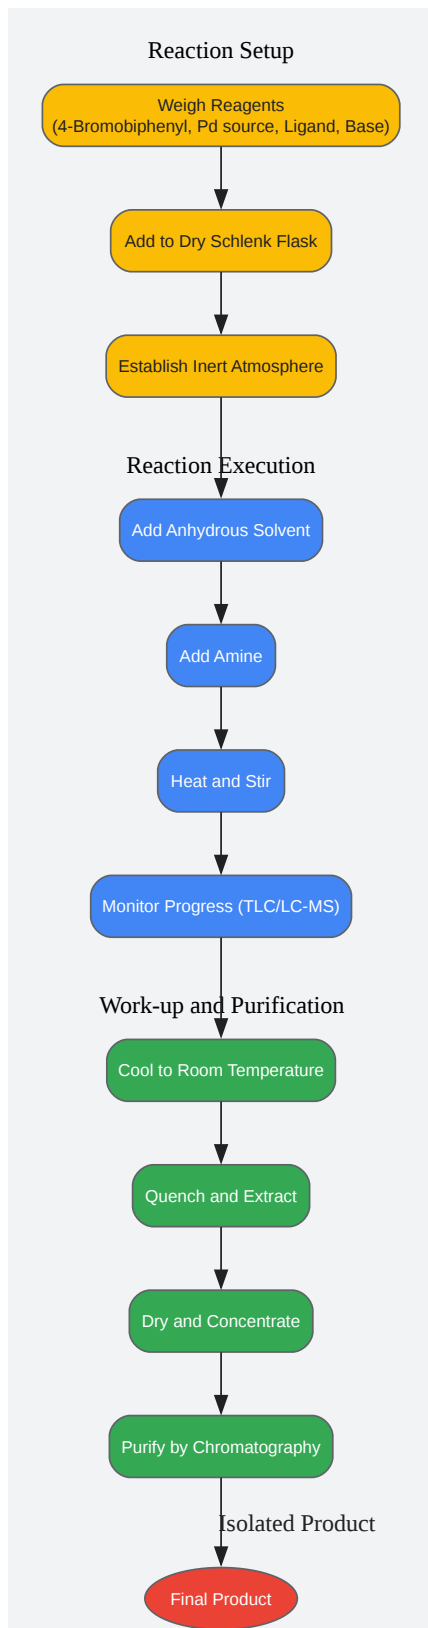 Reaction Setup
Weigh Reagents
(4-Bromobiphenyl, Pd source, Ligand, Base)
Add to Dry Schlenk Flask
Establish Inert Atmosphere
Reaction Execution
Add Anhydrous Solvent
Add Amine
Heat and Stir
Monitor Progress (TLC/LC-MS)
Work-up and Purification
Cool to Room Temperature
Quench and Extract
Dry and Concentrate
Purify by Chromatography
Isolated Product
Final Product